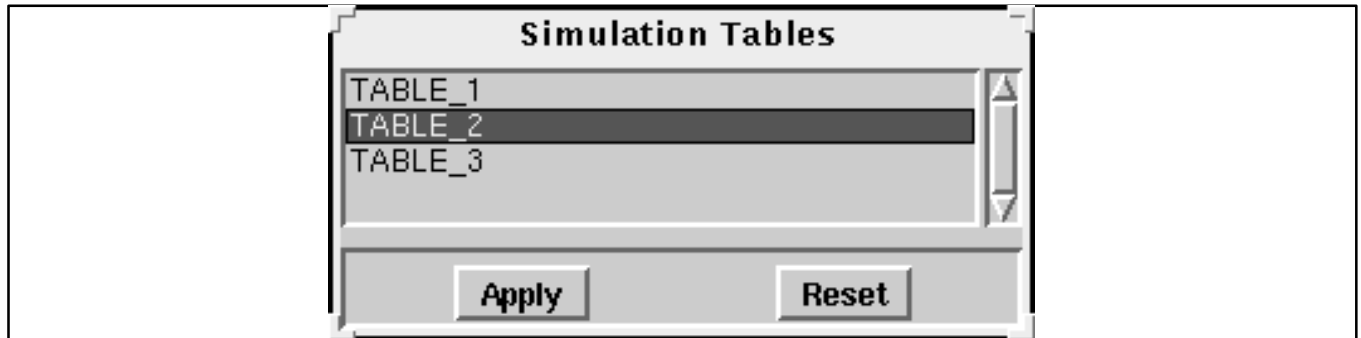 Simulation Tables
TABLE_1
TABLE_2
TABLE_3
Apply Reset